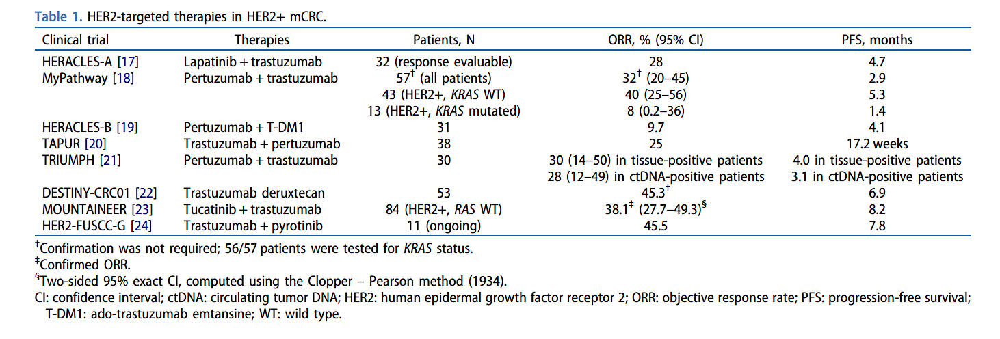 Table 1. HER2-targeted therapies in HER2+ mCRC.
Clinical trial Therapies Patients, N ORR, % (95% CI) PFS, months
HERACLES-A [17] Lapatinib + trastuzumab 32 (response evaluable) 28 4.7
MyPathway [18] Pertuzumab + trastuzumab 57† (all patients) 32† (20–45) 2.9
43 (HER2+, KRAS WT) 40 (25–56) 5.3
13 (HER2+, KRAS mutated) 8 (0.2–36) 1.4
HERACLES-B [19] Pertuzumab + T-DM1 31 9.7 4.1
TAPUR [20] Trastuzumab + pertuzumab 38 25 17.2 weeks
TRIUMPH [21] Pertuzumab + trastuzumab 30 30 (14–50) in tissue-positive patients 4.0 in tissue-positive patients
28 (12–49) in ctDNA-positive patients 3.1 in ctDNA-positive patients
DESTINY-CRC01 [22] Trastuzumab deruxtecan 53 45.3‡ 6.9
MOUNTAINEER [23] Tucatinib + trastuzumab 84 (HER2+, RAS WT) 38.1‡ (27.7–49.3)§ 8.2
HER2-FUSCC-G [24] Trastuzumab + pyrotinib 11 (ongoing) 45.5 7.8
†Confirmation was not required; 56/57 patients were tested for KRAS status.
‡Confirmed ORR.
§Two-sided 95% exact CI, computed using the Clopper – Pearson method (1934).
CI: confidence interval; ctDNA: circulating tumor DNA; HER2: human epidermal growth factor receptor 2; ORR: objective response rate; PFS: progression-free survival;
T-DM1: ado-trastuzumab emtansine; WT: wild type.